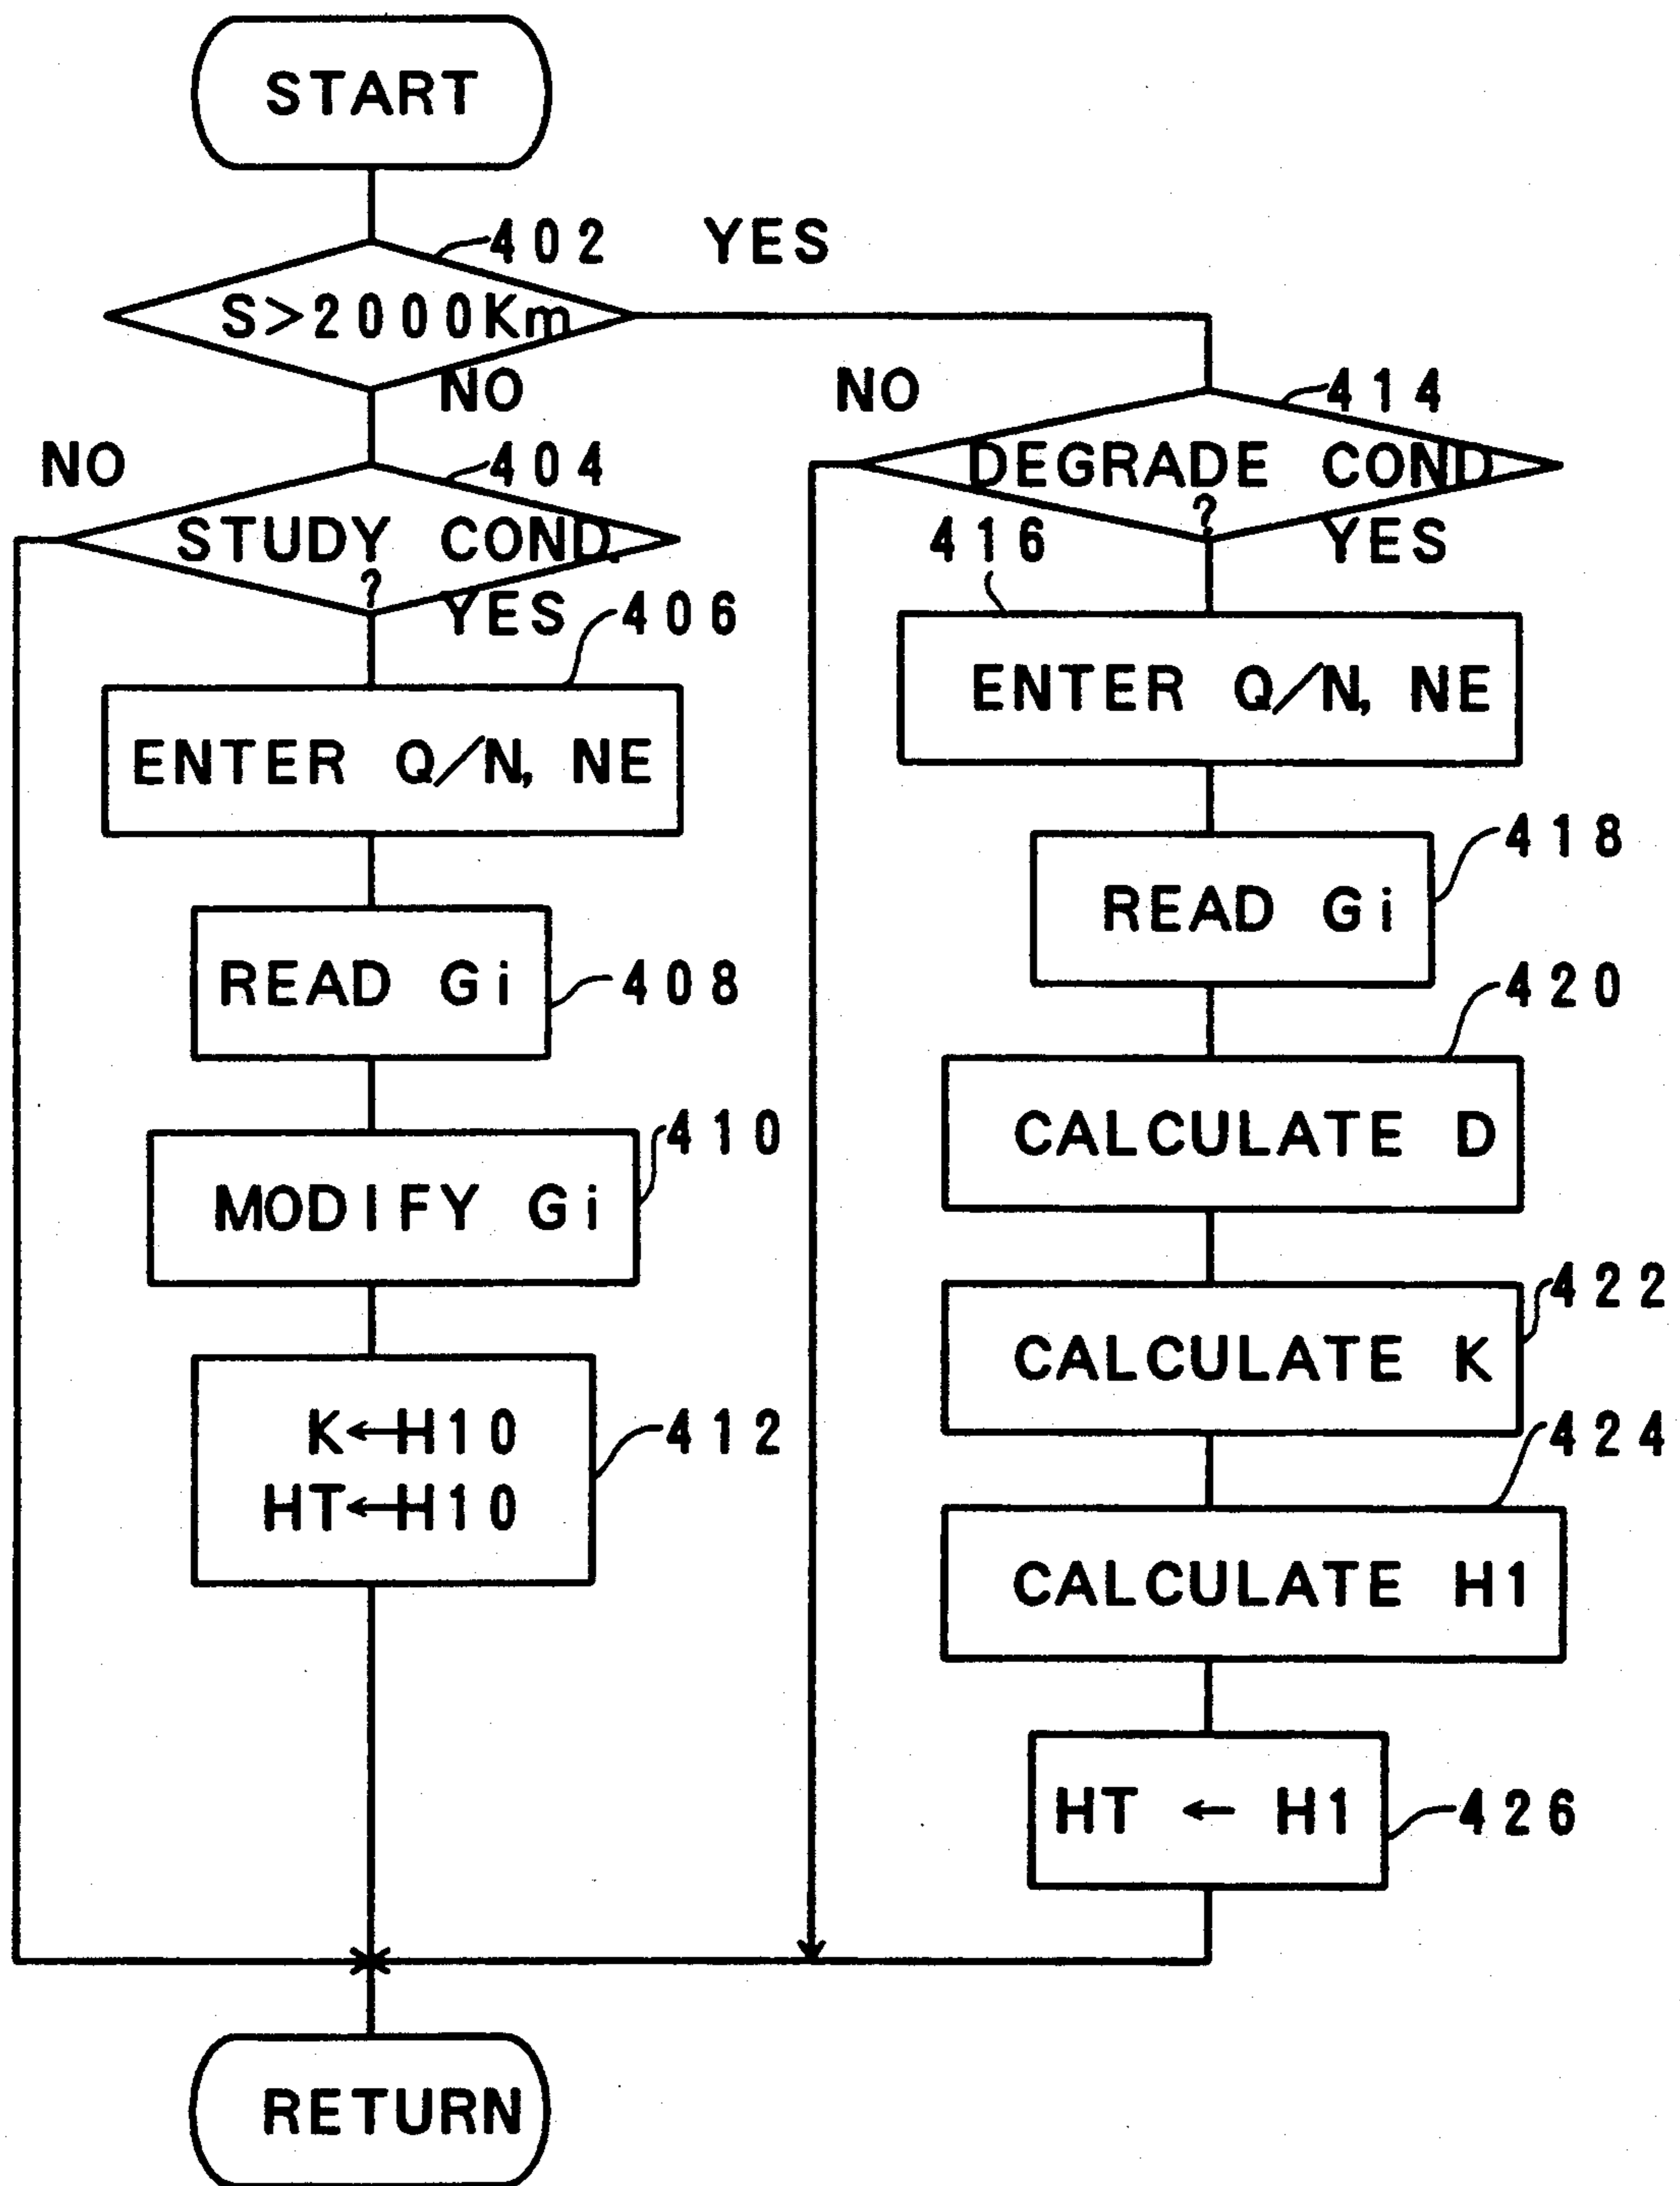 START
402
YES
S>2000Km
NO
NO
404
STUDY COND.
?
YES
406
ENTER Q/N, NE
READ Gi
408
410
MODIFY Gi
K←H10
HT←H10
412
NO
414
DEGRADE COND.
?
YES
416
ENTER Q/N, NE
418
READ Gi
420
CALCULATE D
422
CALCULATE K
424
CALCULATE H1
HT ← H1
426
RETURN